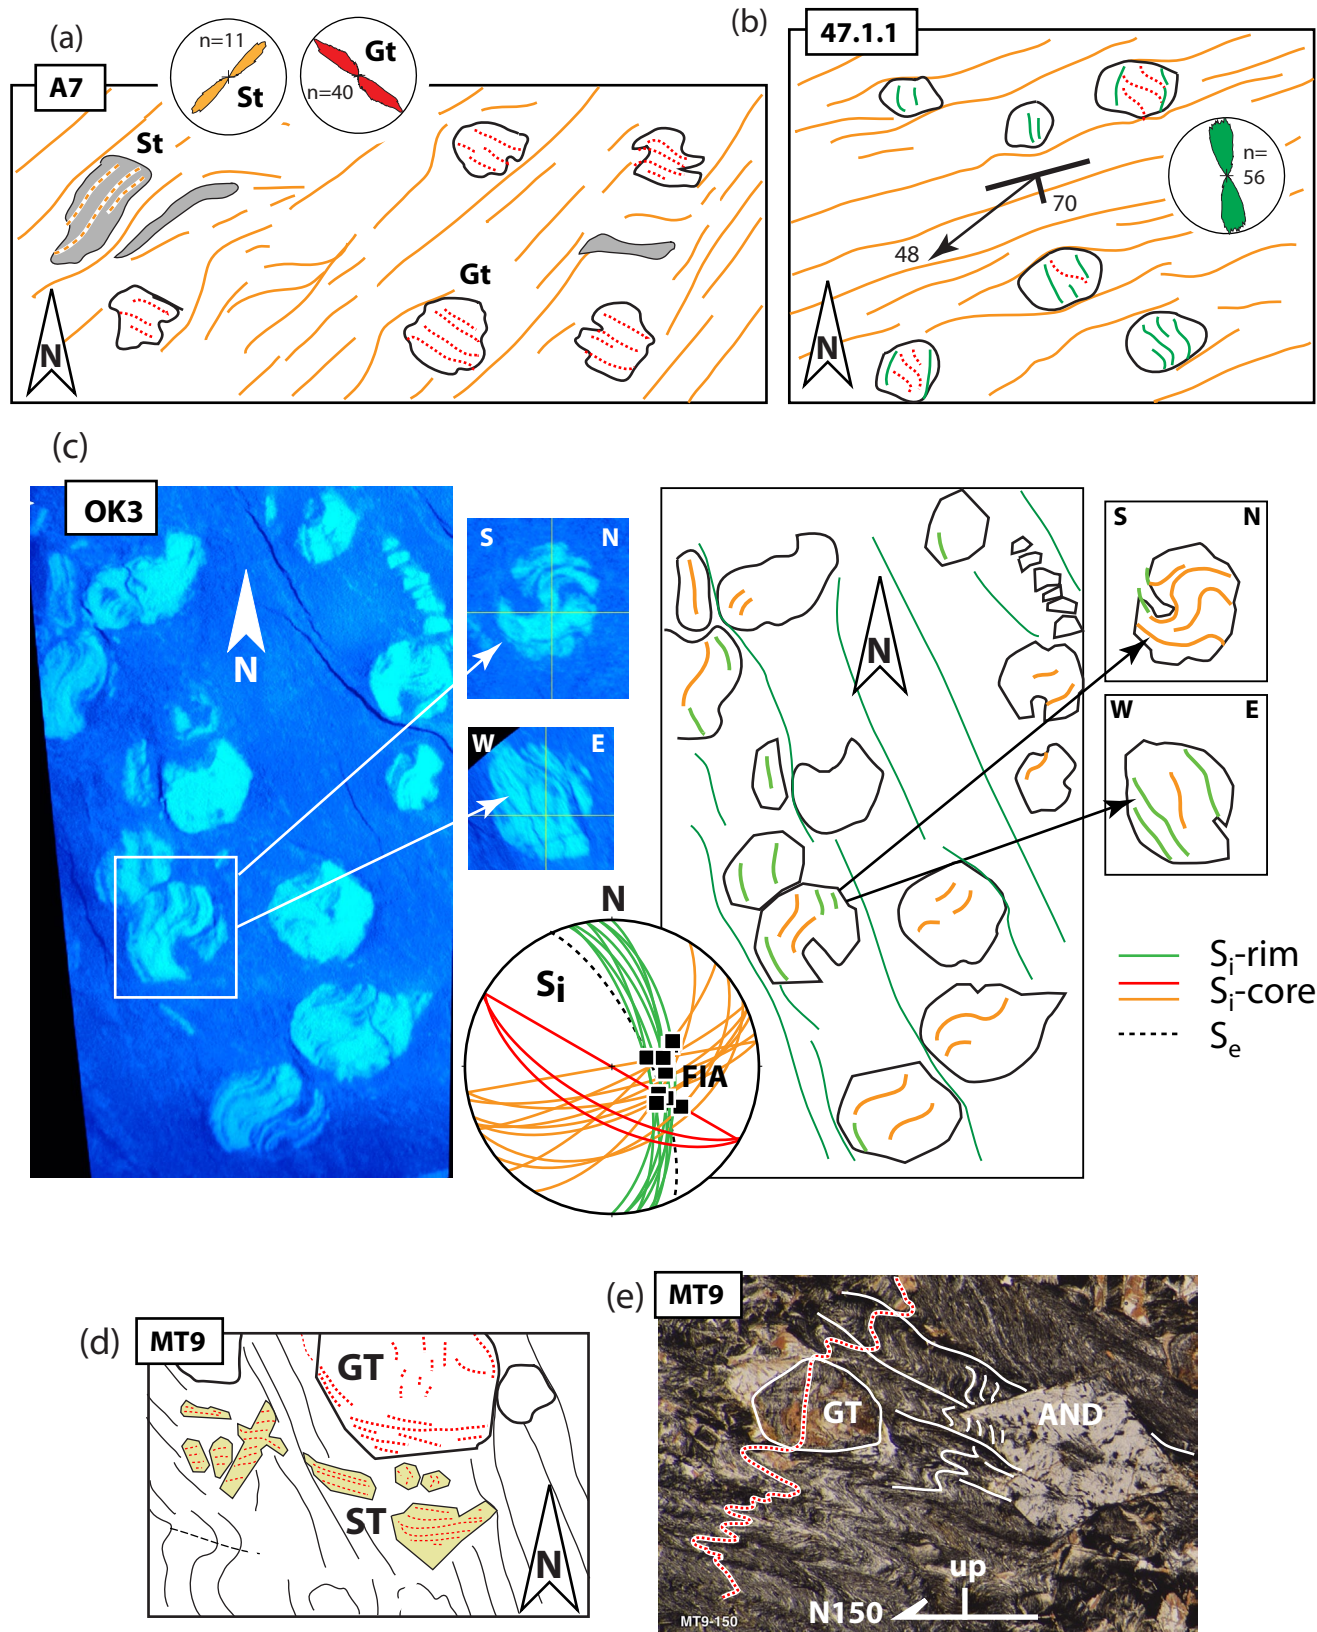 (a)
A7
n=11
St
Gt
n=40
St
Gt
N
(b)
47.1.1
n=
56
70
48
N
(c)
OK3
N
S N
W E
N
S N
W E
N
Si
FIA
Si-rim
Si-core
Se
(d)
MT9
GT
ST
N
(e)
MT9
GT
AND
up
N150
MT9-150